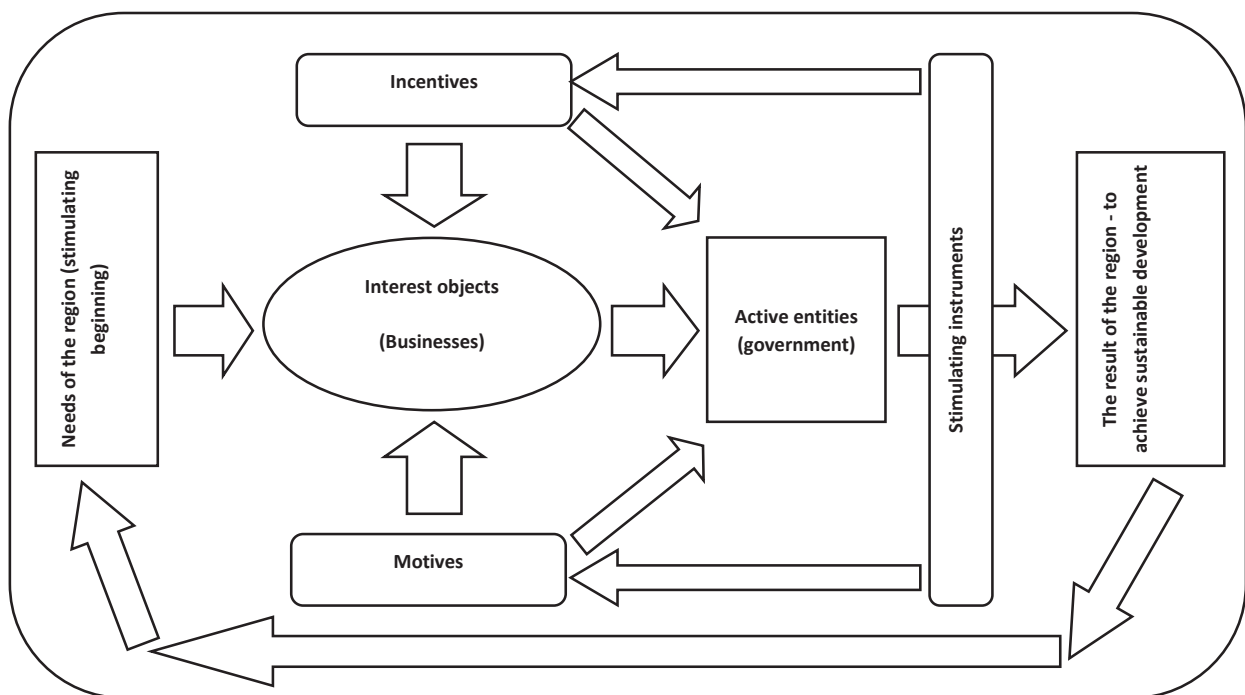 Incentives
Needs of the region (stimulating
beginning)
Interest objects
(Businesses)
Active entities
(government)
Stimulating instruments
The result of the region - to
achieve sustainable development
Motives